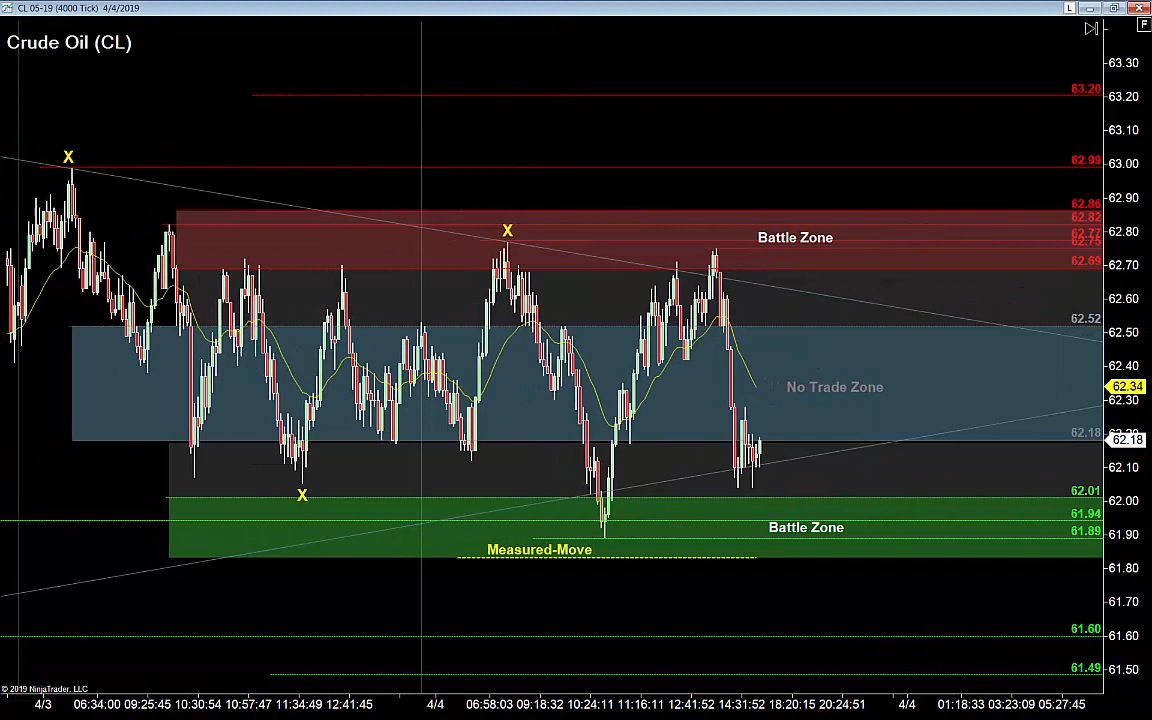 CL 05-19 (4000 Tick) 4/4/2019
L
F
Crude Oil (CL)
63.30
63.20
63.20
63.10
X
62.99
63.00
62.90
62.86
62.82
X
62.77
62.80
Battle Zone
62.75
62.69
62.70
62.60
62.52
62.50
62.40
No Trade Zone
62.34
62.30
62.18
62.20
62.18
62.10
X
62.01
62.00
61.94
Battle Zone
61.89
61.90
Measured-Move
61.80
61.70
61.60
61.60
61.49
61.50
© 2019 NinjaTrader, LLC
4/3 06:34:00 09:25:45 10:30:54 10:57:47 11:34:49 12:41:45 4/4 06:58:03 09:18:32 10:24:11 11:16:11 12:41:52 14:31:52 18:20:15 20:24:51 4/4 01:18:33 03:23:09 05:27:45